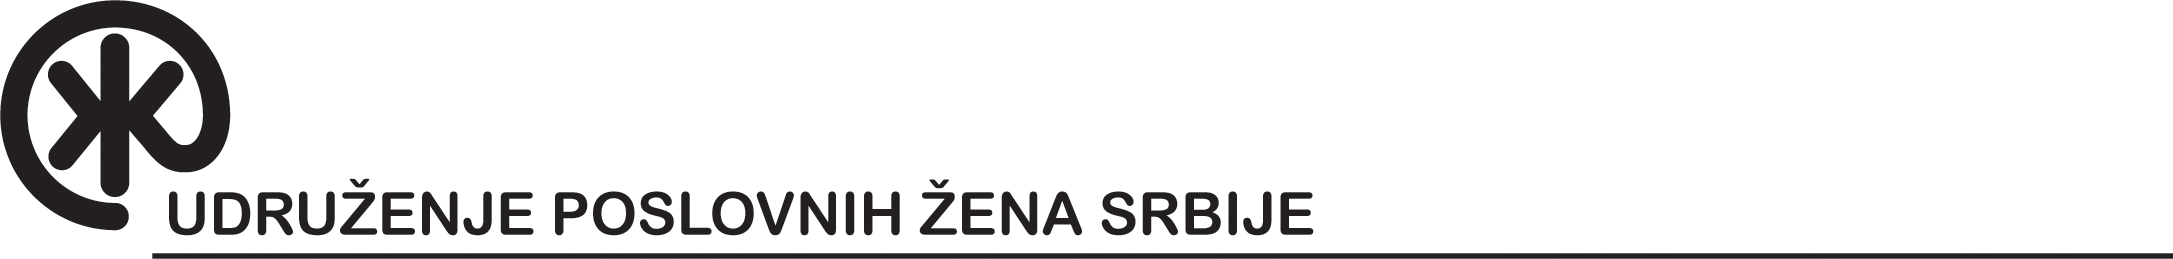 Ж
UDRUŽENJE POSLOVNIH ŽENA SRBIJE